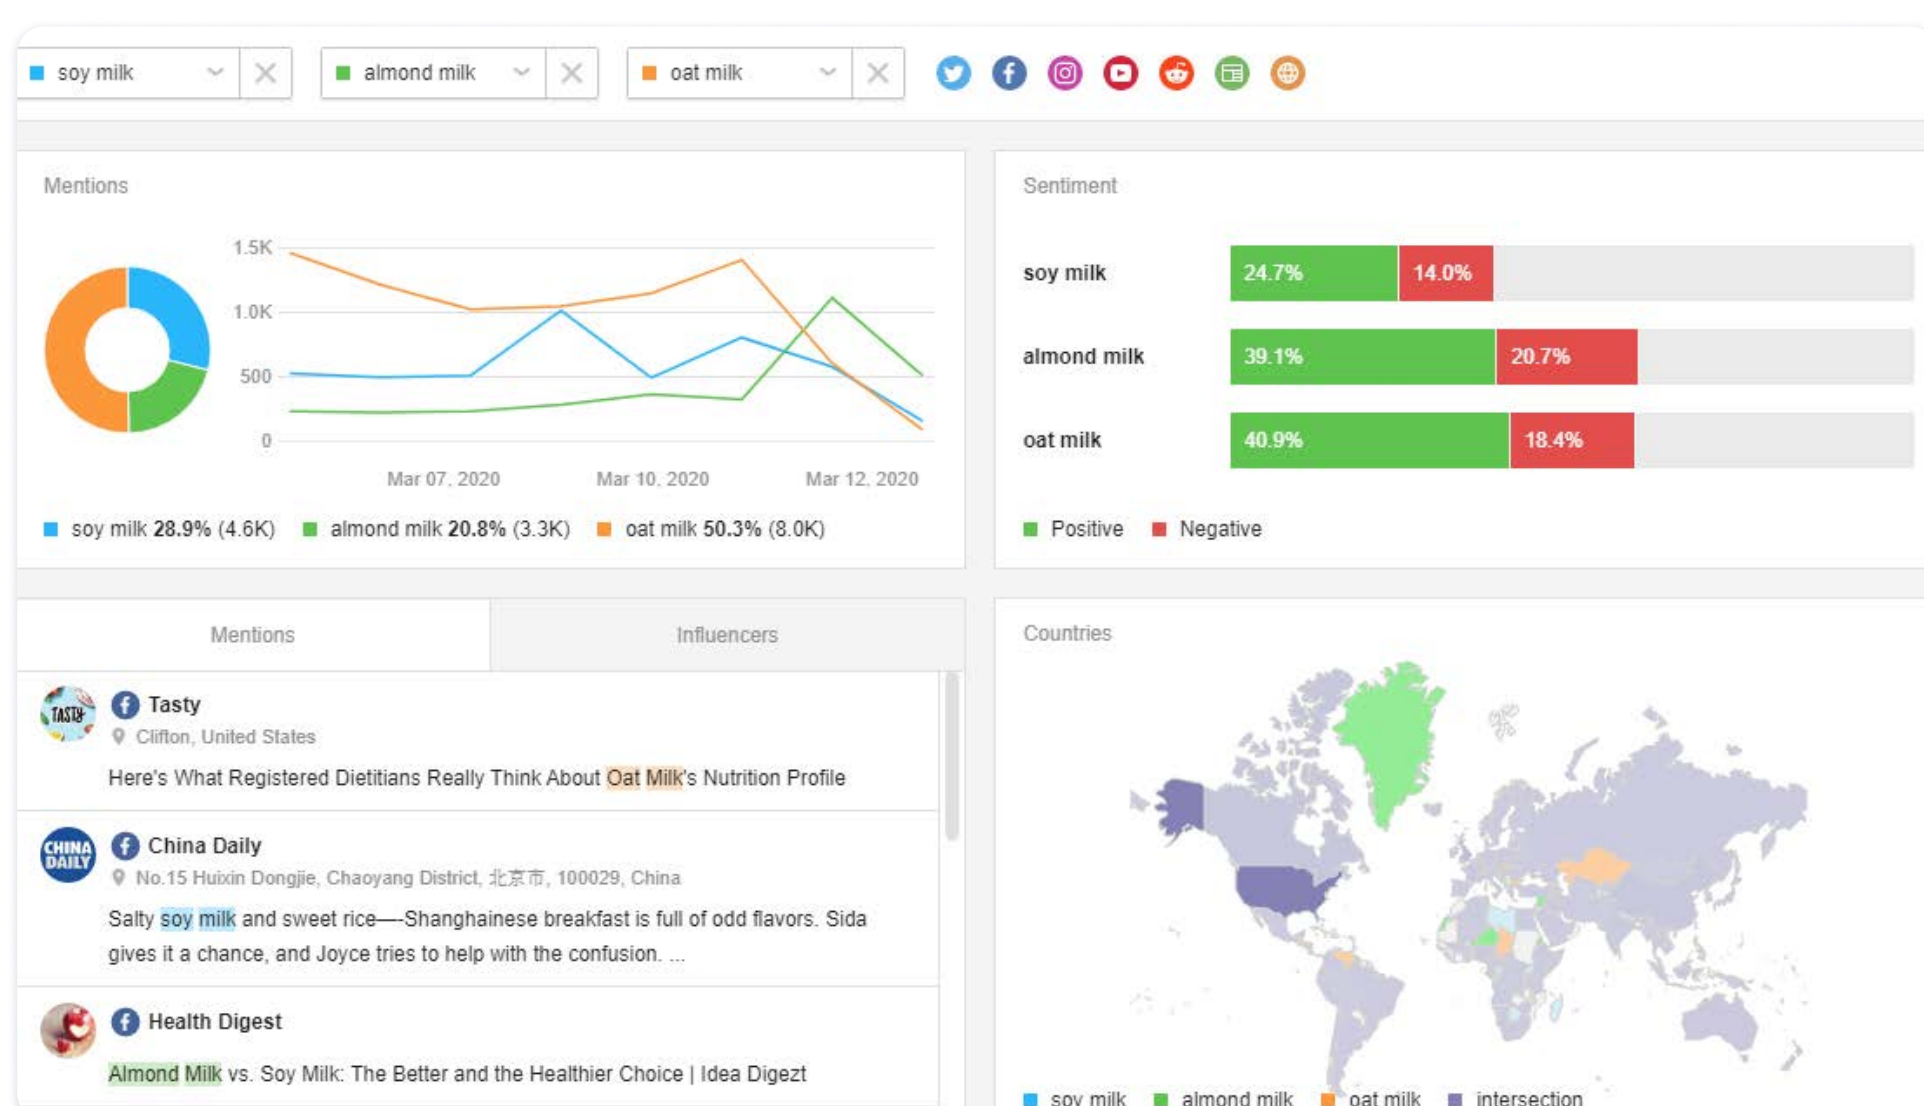 soy milk
almond milk
oat milk
Mentions
1.5K
1.0K
500
0
Mar 07, 2020
Mar 10, 2020
Mar 12, 2020
soy milk 28.9% (4.6K)
almond milk 20.8% (3.3K)
oat milk 50.3% (8.0K)
Sentiment
soy milk
24.7%
14.0%
almond milk
39.1%
20.7%
oat milk
40.9%
18.4%
Positive
Negative
Mentions
Influencers
TASTY
Tasty
Clifton, United States
Here's What Registered Dietitians Really Think About Oat Milk's Nutrition Profile
CHINA
DAILY
China Daily
No.15 Huixin Dongjie, Chaoyang District, 北京市, 100029, China
Salty soy milk and sweet rice—-Shanghainese breakfast is full of odd flavors. Sida
gives it a chance, and Joyce tries to help with the confusion. ...
Health Digest
Almond Milk vs. Soy Milk: The Better and the Healthier Choice | Idea Digezt
Countries
soy milk
almond milk
oat milk
intersection